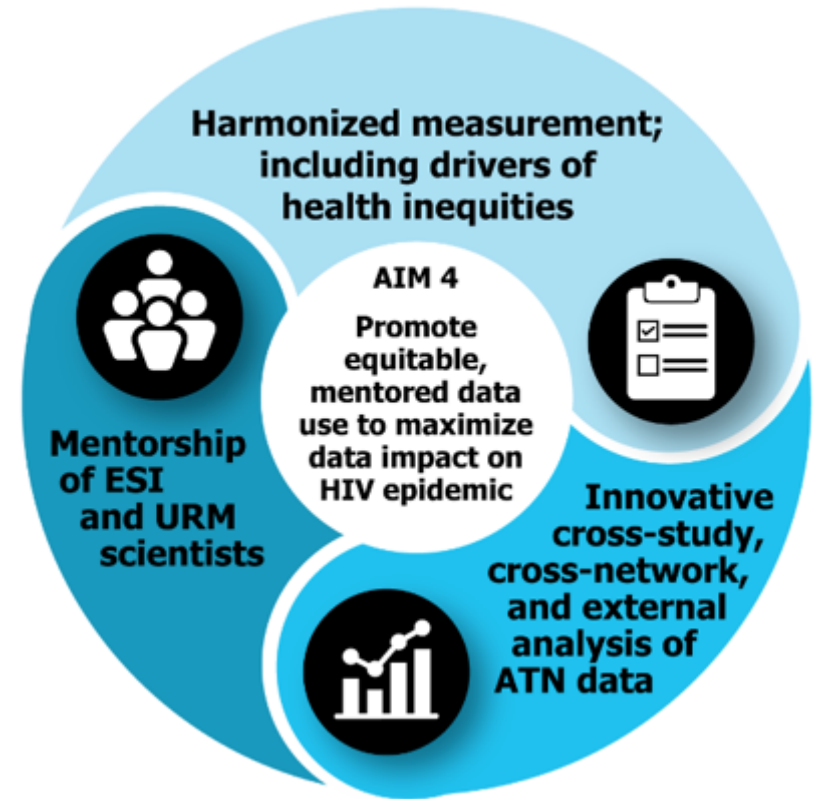 Harmonized measurement;
including drivers of
health inequities
AIM 4
Promote
equitable,
mentored data
use to maximize
data impact on
HIV epidemic
Mentorship
of ESI
and URM
scientists
Innovative
cross-study,
cross-network,
and external
analysis of
ATN data